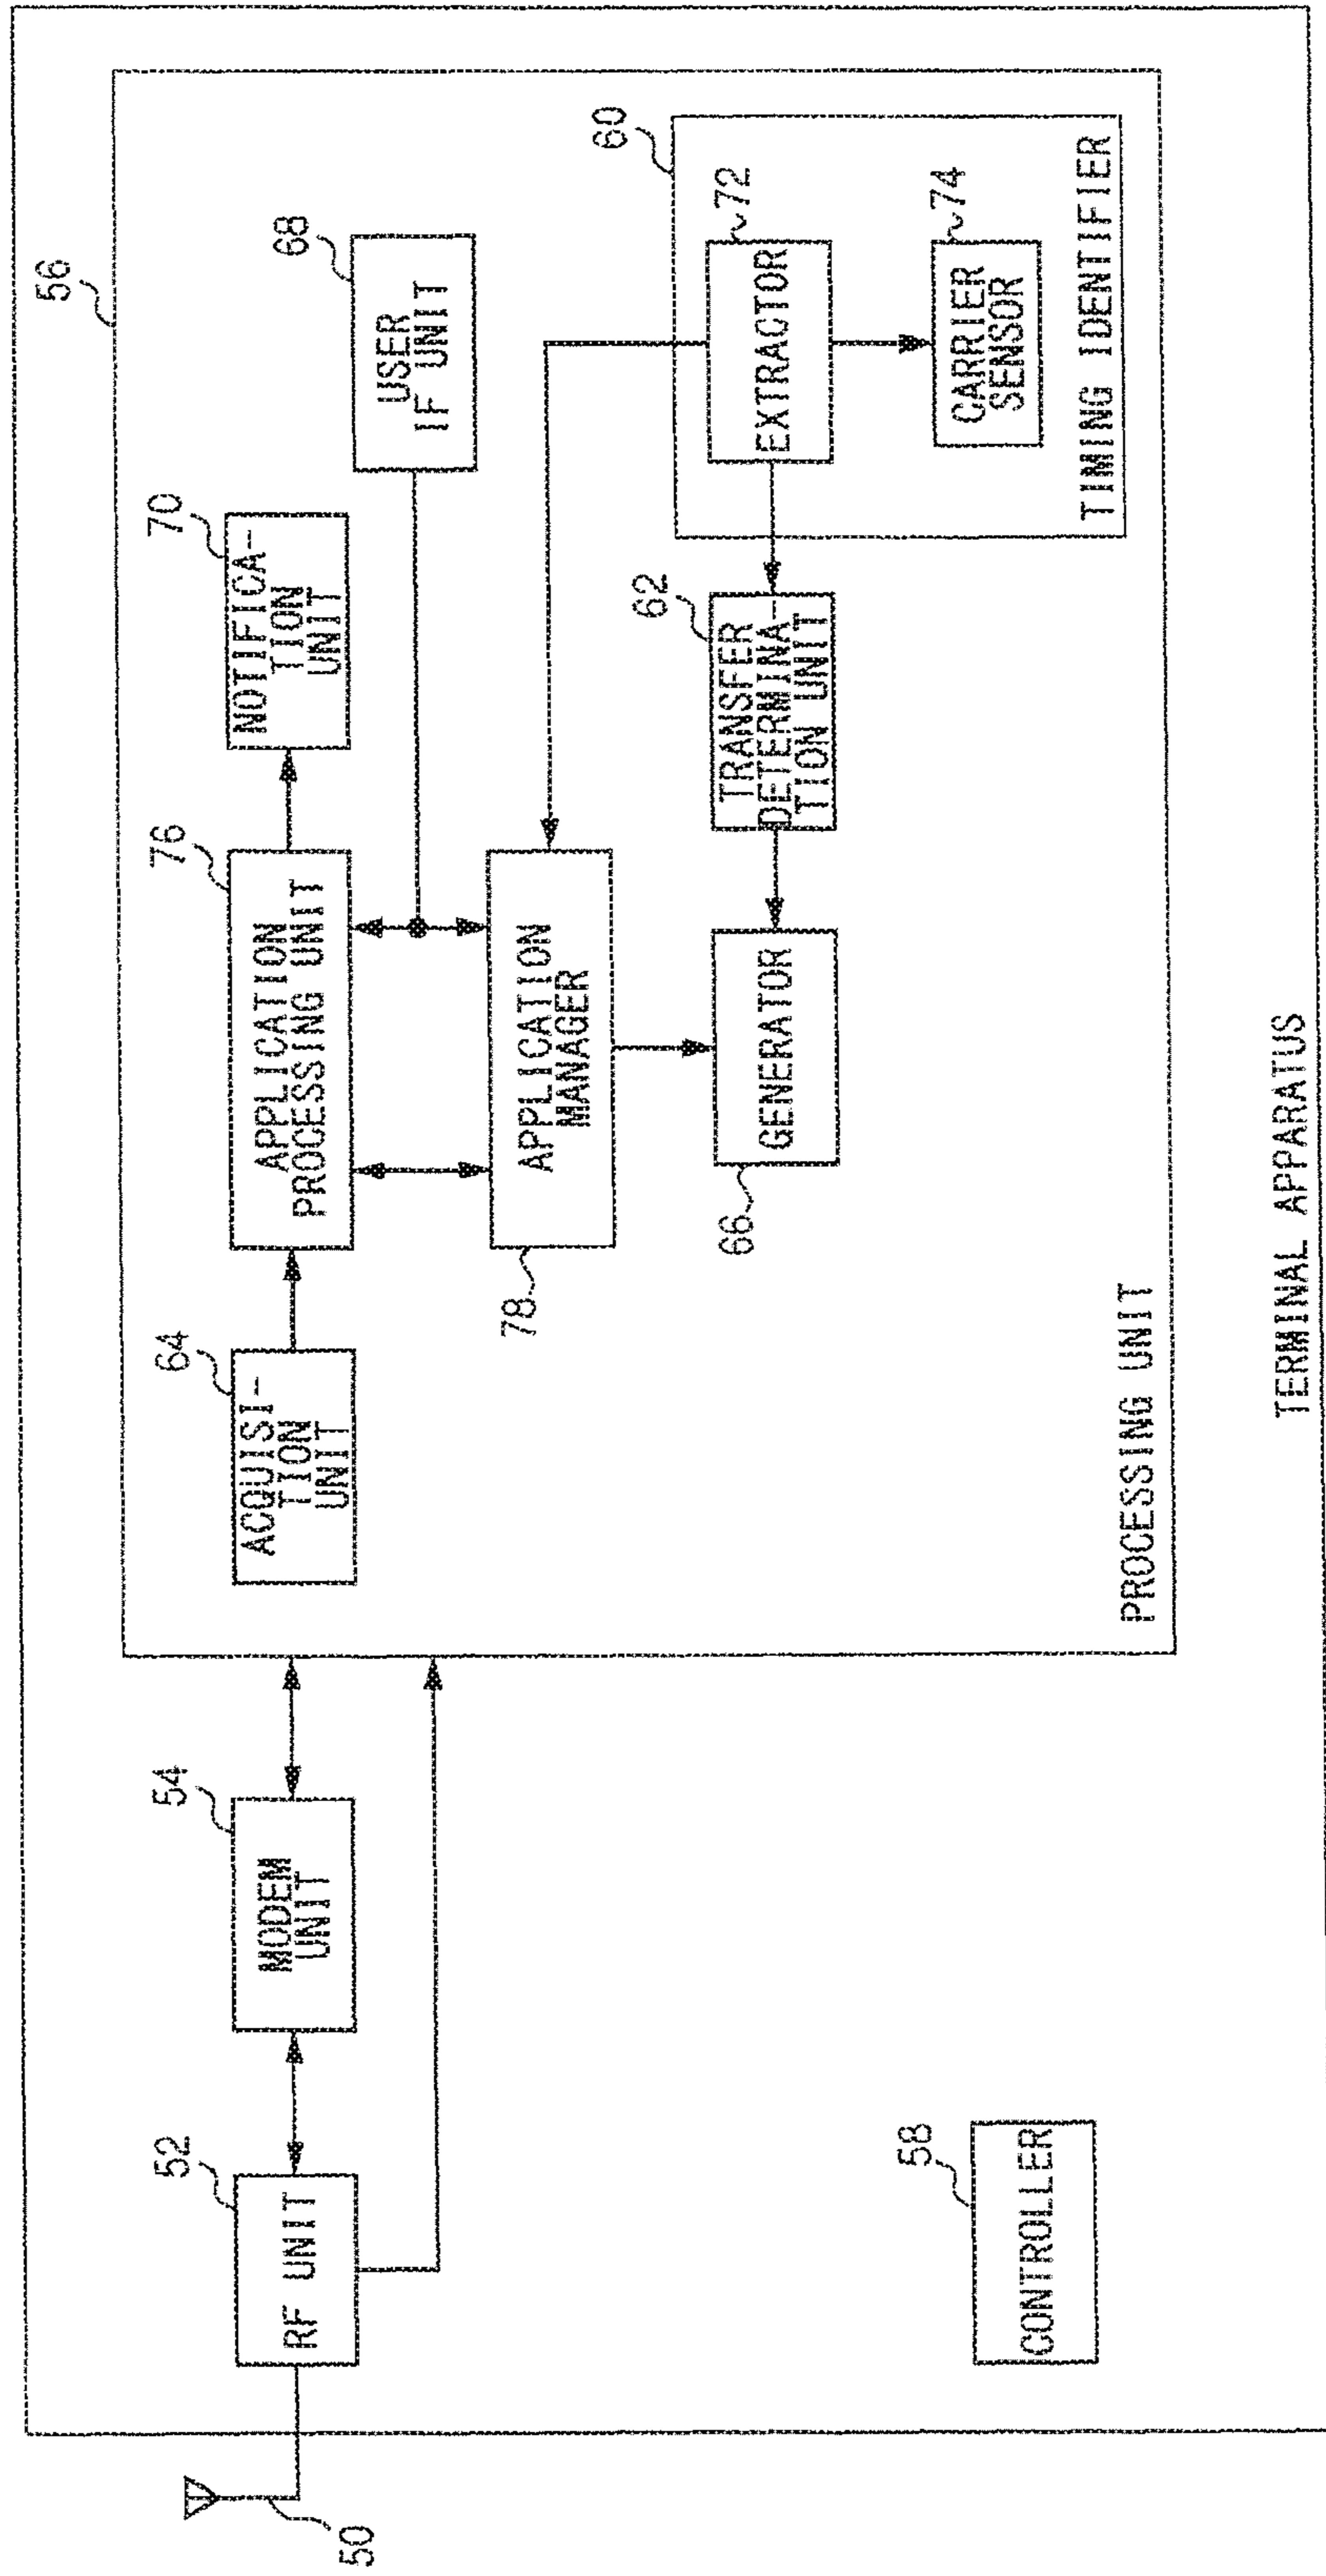 56
64
ACQUISI-
TION
UNIT
76
APPLICATION
PROCESSING UNIT
70
NOTIFICA-
TION
UNIT
68
USER
IF UNIT
78
APPLICATION
MANAGER
66
GENERATOR
62
TRANSFER
DETERMINA-
TION UNIT
60
72
EXTRACTOR
74
CARRIER
SENSOR
TIMING IDENTIFIER
PROCESSING UNIT
50
52
RF UNIT
54
MODEM
UNIT
58
CONTROLLER
TERMINAL APPARATUS